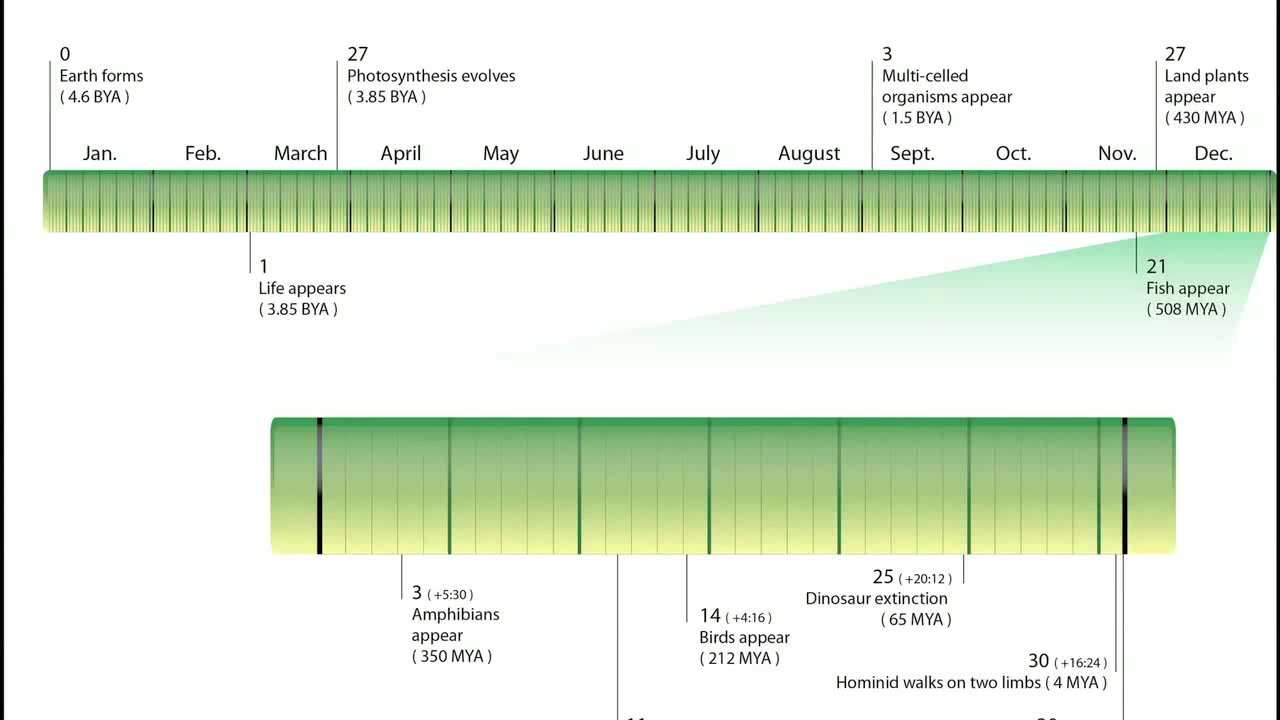 0
Earth forms
( 4.6 BYA )
27
Photosynthesis evolves
( 3.85 BYA )
3
Multi-celled
organisms appear
( 1.5 BYA )
27
Land plants
appear
( 430 MYA )
Jan. Feb. March April May June July August Sept. Oct. Nov. Dec.
1
Life appears
( 3.85 BYA )
21
Fish appear
( 508 MYA )
3 ( +5:30 )
Amphibians
appear
( 350 MYA )
14 ( +4:16 )
Birds appear
( 212 MYA )
25 ( +20:12 )
Dinosaur extinction
( 65 MYA )
30 ( +16:24 )
Hominid walks on two limbs ( 4 MYA )